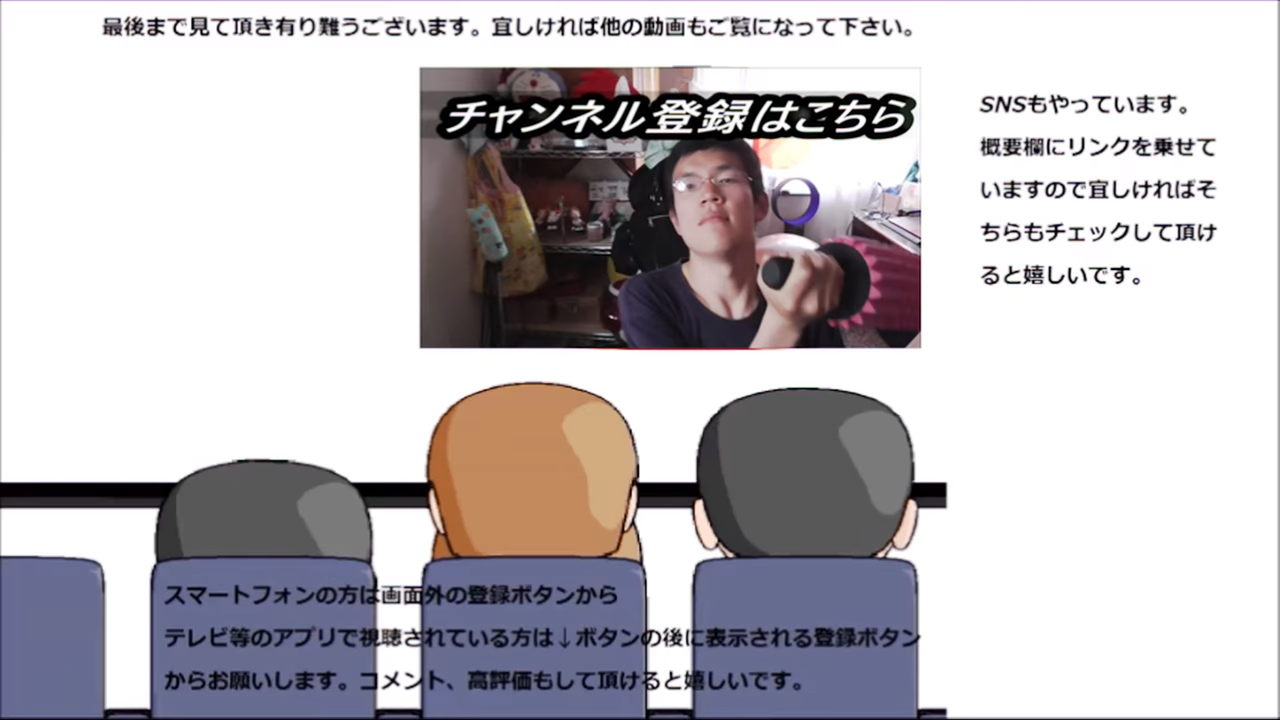 最後まで見て頂き有り難うございます。宜しければ他の動画もご覧になって下さい。
チャンネル登録はこちら
SNSもやっています。
概要欄にリンクを乗せて
いますので宜しければそ
ちらもチェックして頂け
ると嬉しいです。
スマートフォンの方は画面外の登録ボタンから
テレビ等のアプリで視聴されている方は↓ボタンの後に表示される登録ボタン
からお願いします。コメント、高評価もして頂けると嬉しいです。